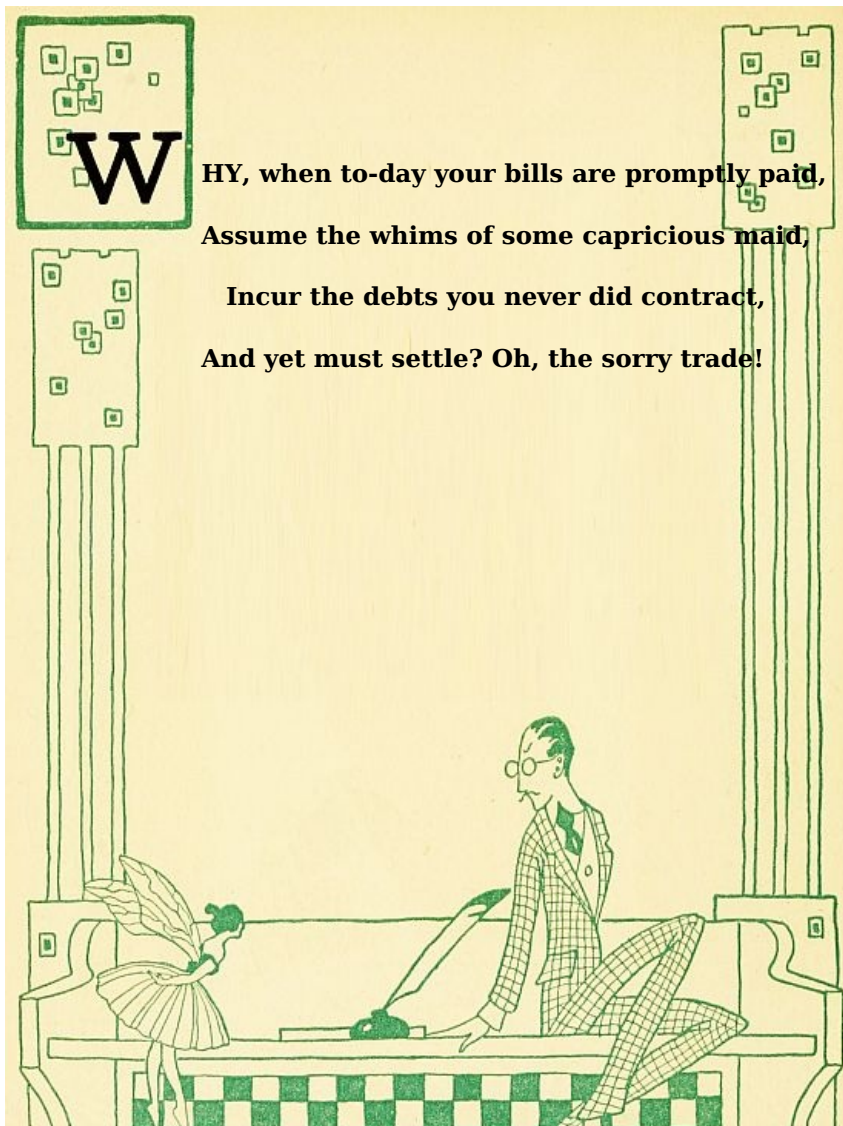 WHY, when to-day your bills are promptly paid,
Assume the whims of some capricious maid,
Incur the debts you never did contract,
And yet must settle? Oh, the sorry trade!